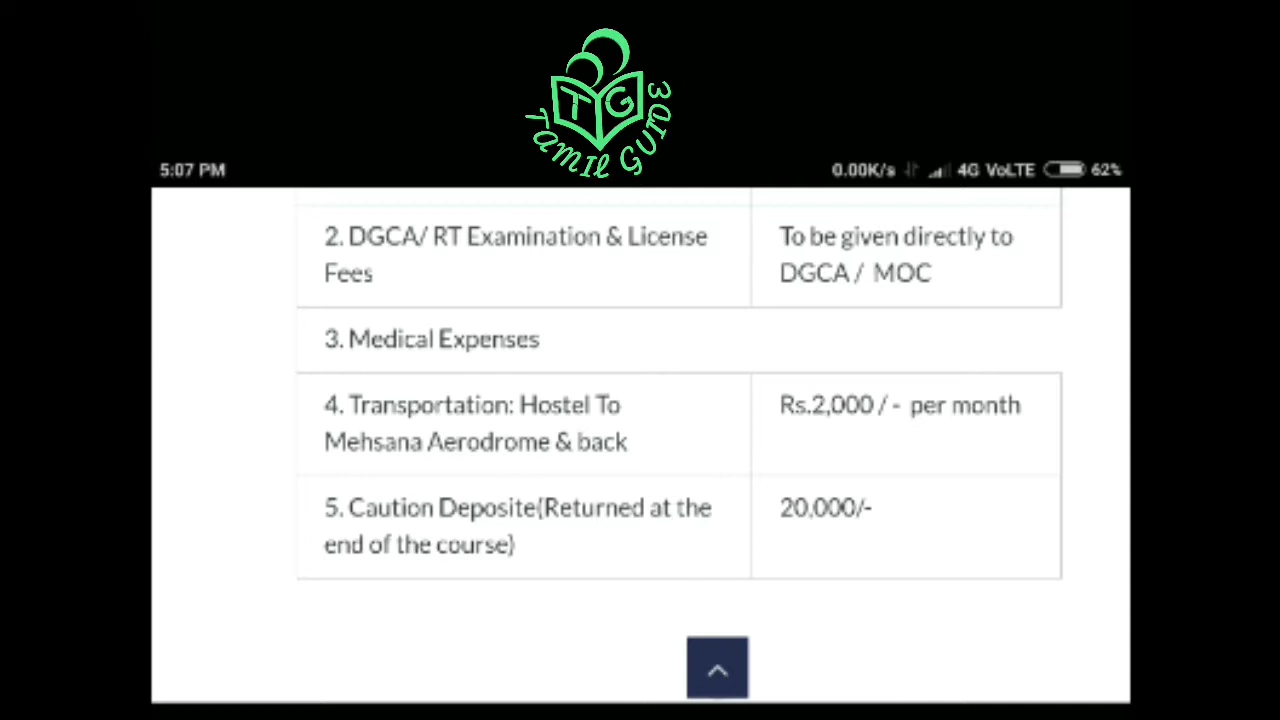 TG
TAMIL GUIDE
5:07 PM 0.00K/s 4G VoLTE 62%
2. DGCA/ RT Examination & License To be given directly to
Fees DGCA / MOC
3. Medical Expenses
4. Transportation: Hostel To Rs.2,000 / - per month
Mehsana Aerodrome & back
5. Caution Deposite(Returned at the 20,000/-
end of the course)